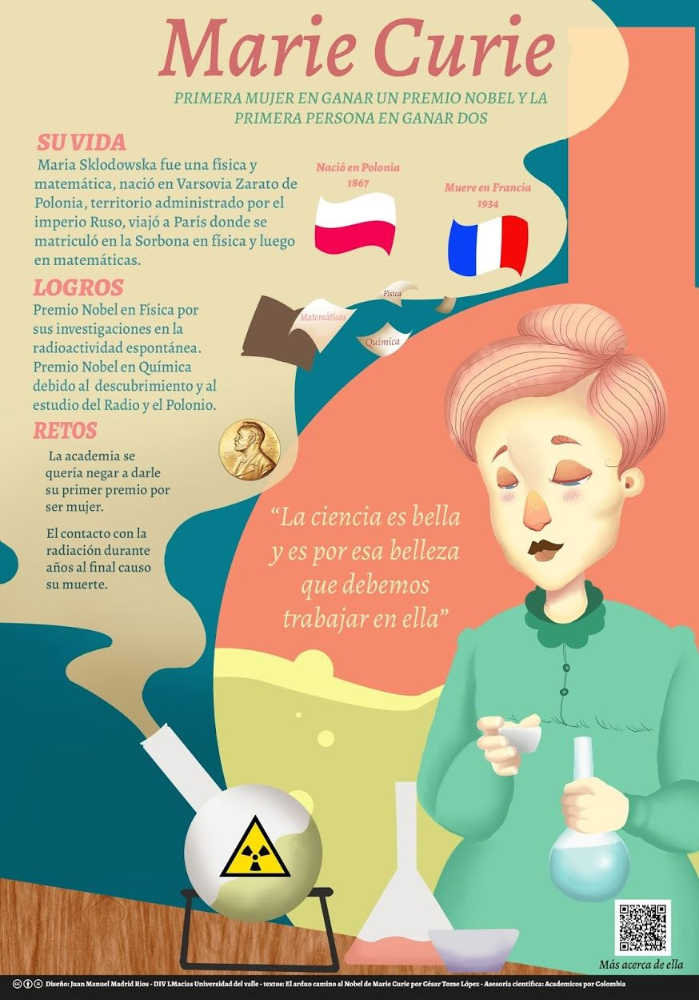 Marie Curie
PRIMERA MUJER EN GANAR UN PREMIO NOBEL Y LA
PRIMERA PERSONA EN GANAR DOS
SU VIDA
Maria Sklodowska fue una física y
matemática, nació en Varsovia Zarato de
Polonia, territorio administrado por el
imperio Ruso, viajó a París donde se
matriculó en la Sorbona en física y luego
en matemáticas.
Nació en Polonia
1867
Muere en Francia
1934
LOGROS
Premio Nobel en Física por
sus investigaciones en la
radioactividad espontánea.
Premio Nobel en Química
debido al descubrimiento y al
estudio del Radio y el Polonio.
Física
Matemáticas
Química
RETOS
La academia se
quería negar a darle
su primer premio por
ser mujer.
El contacto con la
radiación durante
años al final causo
su muerte.
“La ciencia es bella
y es por esa belleza
que debemos
trabajar en ella”
Más acerca de ella
Diseño: Juan Manuel Madrid Rios - DIV LMacias Universidad del valle - textos: El arduo camino al Nobel de Marie Curie por César Tome López - Asesoria cientifica: Academicos por Colombia